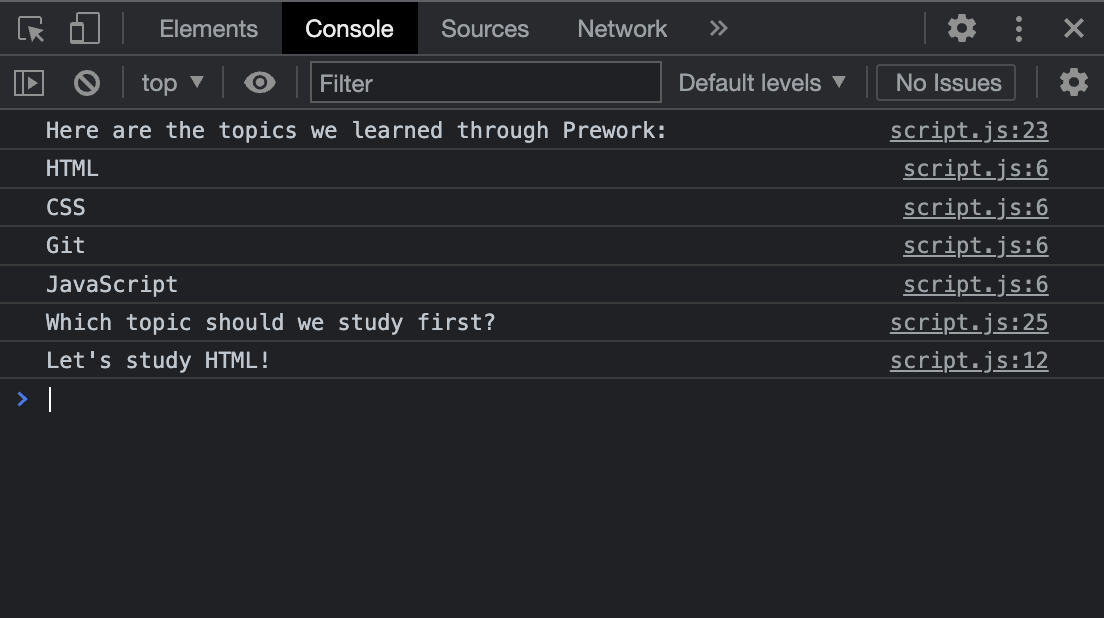 Elements Console Sources Network
top Filter Default levels No Issues
Here are the topics we learned through Prework: script.js:23
HTML script.js:6
CSS script.js:6
Git script.js:6
JavaScript script.js:6
Which topic should we study first? script.js:25
Let's study HTML! script.js:12